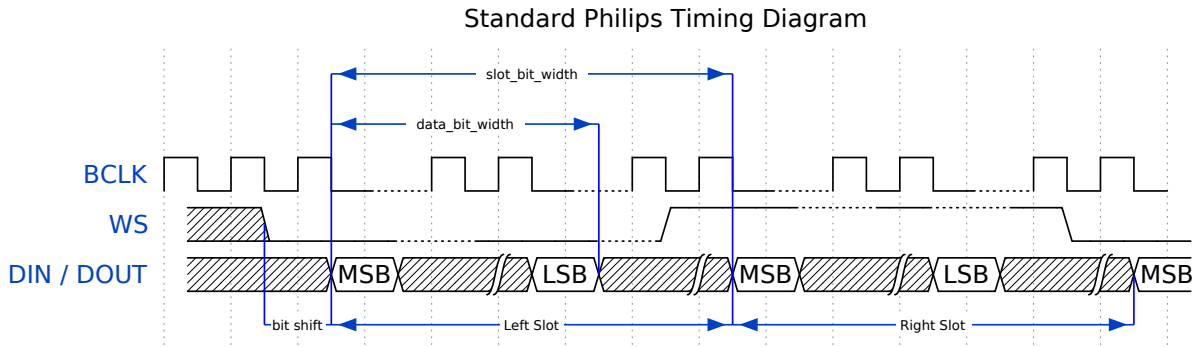 Standard Philips Timing Diagram
slot_bit_width
data_bit_width
BCLK
WS
DIN / DOUT
MSB
LSB
MSB
LSB
MSB
bit shift
Left Slot
Right Slot